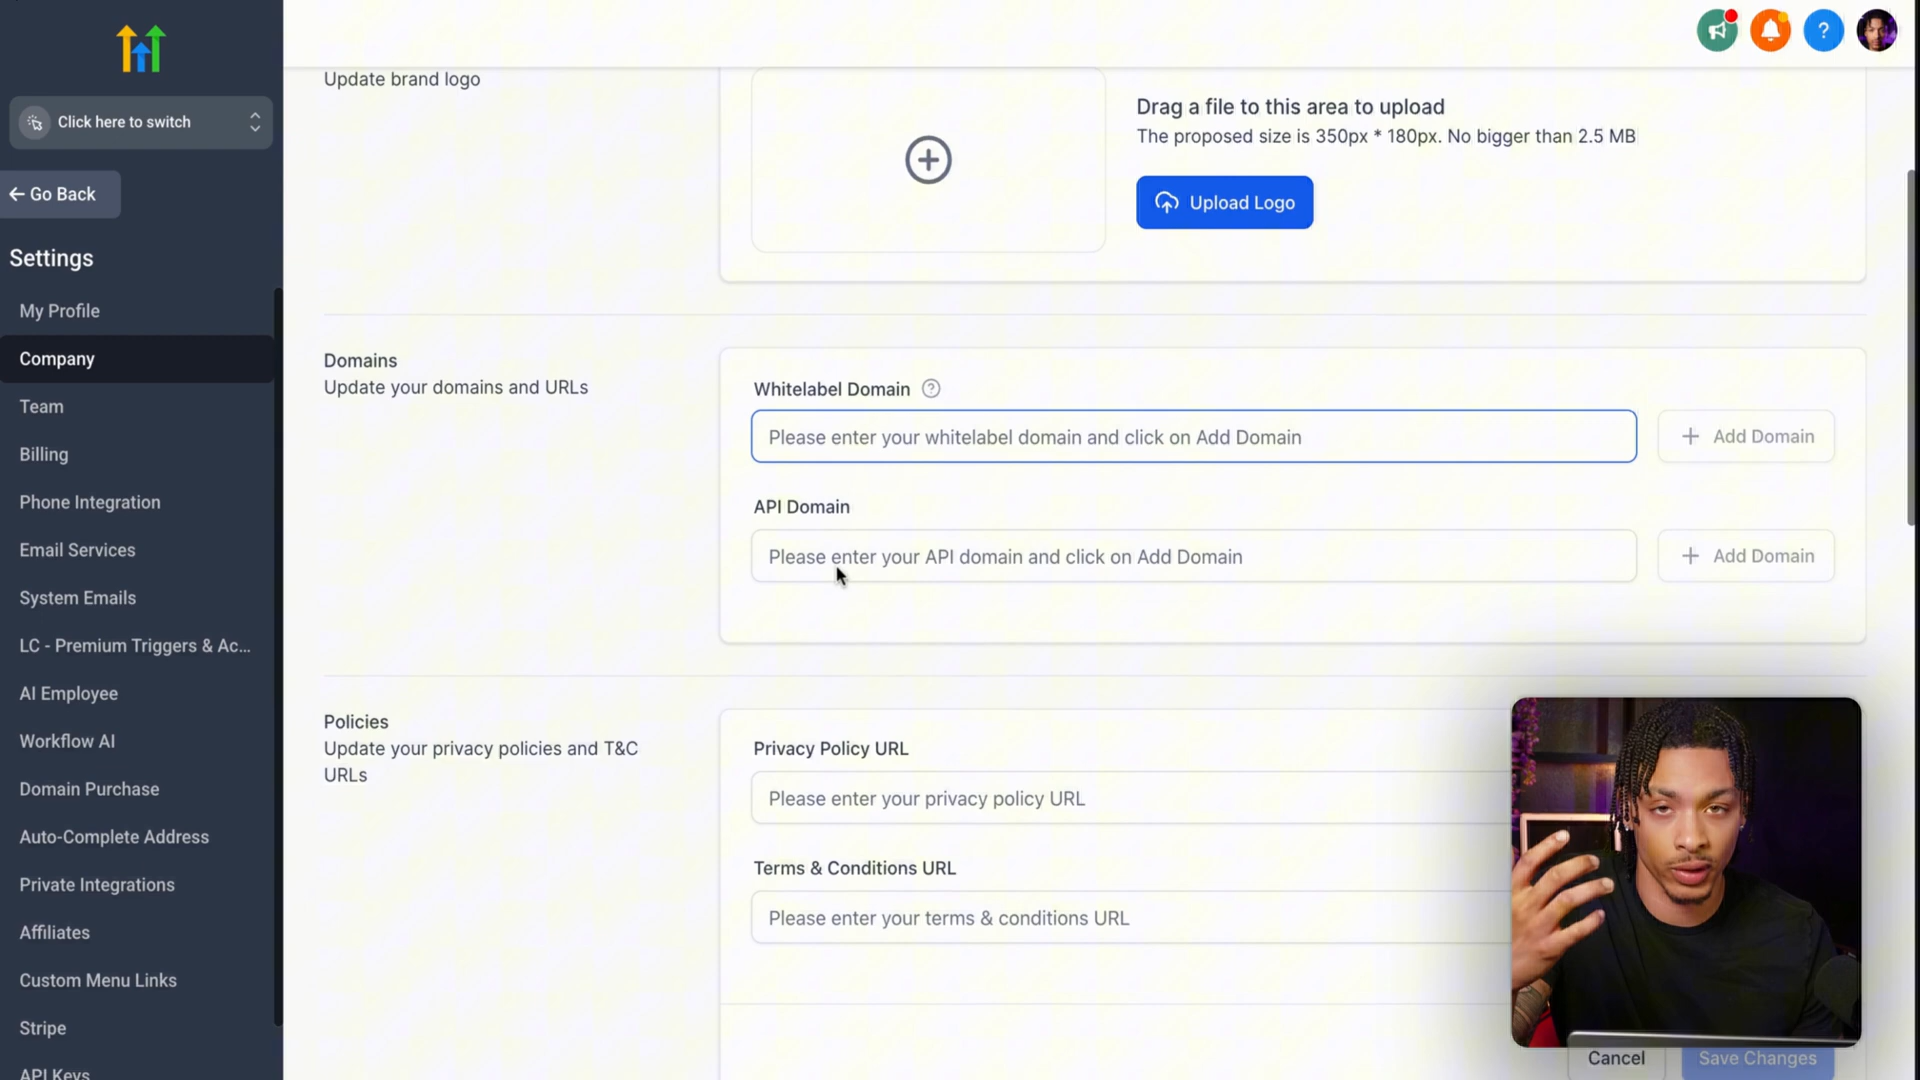 Click here to switch
Go Back
Settings
My Profile
Company
Team
Billing
Phone Integration
Email Services
System Emails
LC - Premium Triggers & Ac...
AI Employee
Workflow AI
Domain Purchase
Auto-Complete Address
Private Integrations
Affiliates
Custom Menu Links
Stripe
API Keys
?
Update brand logo
Drag a file to this area to upload
The proposed size is 350px * 180px. No bigger than 2.5 MB
Upload Logo
Domains
Update your domains and URLs
Whitelabel Domain ?
Please enter your whitelabel domain and click on Add Domain
+ Add Domain
API Domain
Please enter your API domain and click on Add Domain
+ Add Domain
Policies
Update your privacy policies and T&C
URLs
Privacy Policy URL
Please enter your privacy policy URL
Terms & Conditions URL
Please enter your terms & conditions URL
Cancel
Save Changes